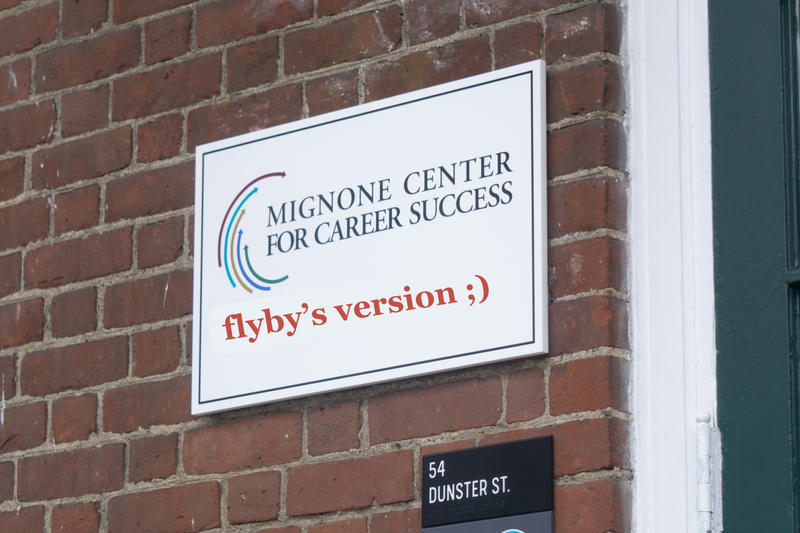 MIGNONE CENTER
FOR CAREER SUCCESS
flyby's version ;)
54
DUNSTER ST.